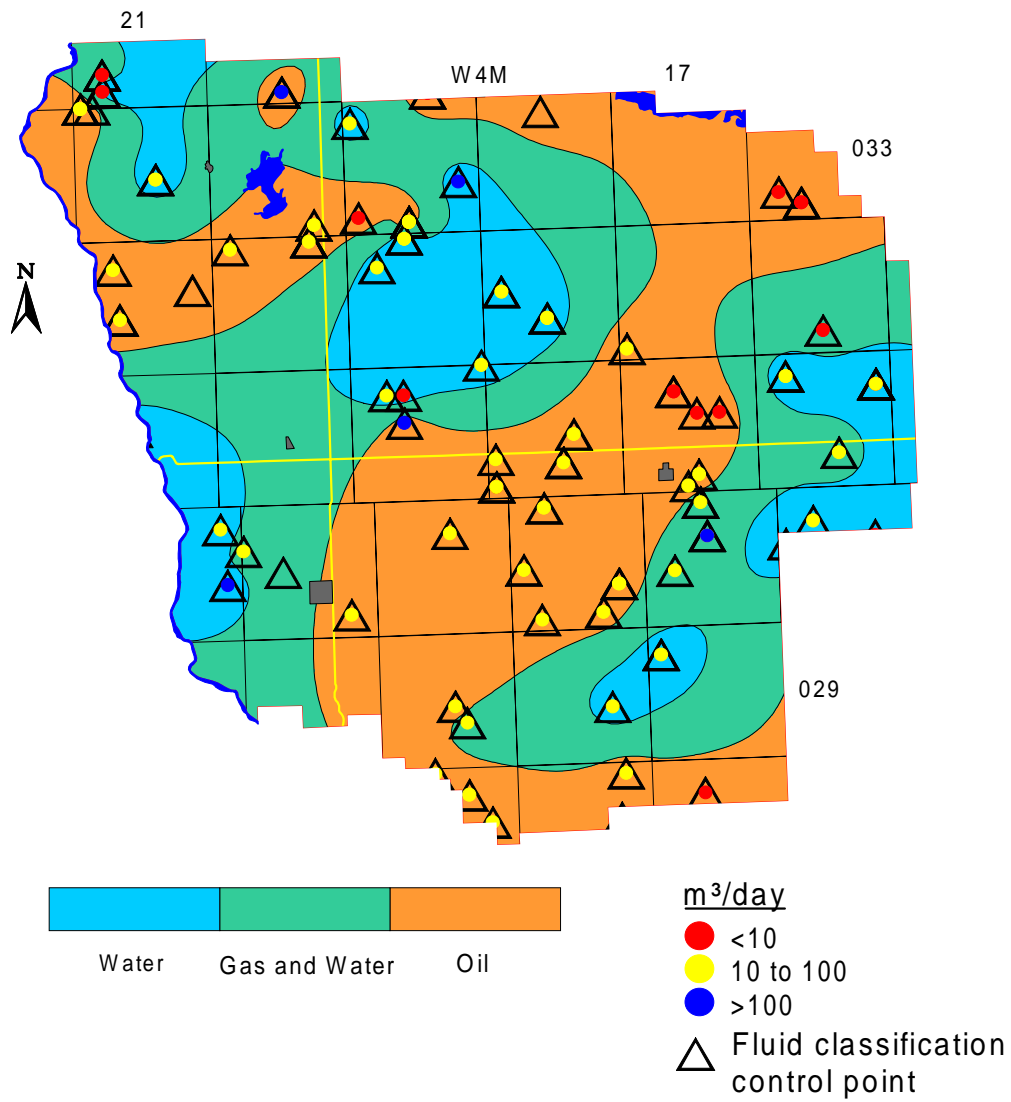 21
W4M
17
033
N
029
Water
Gas and Water
Oil
m³/day
<10
10 to 100
>100
Fluid classification
control point